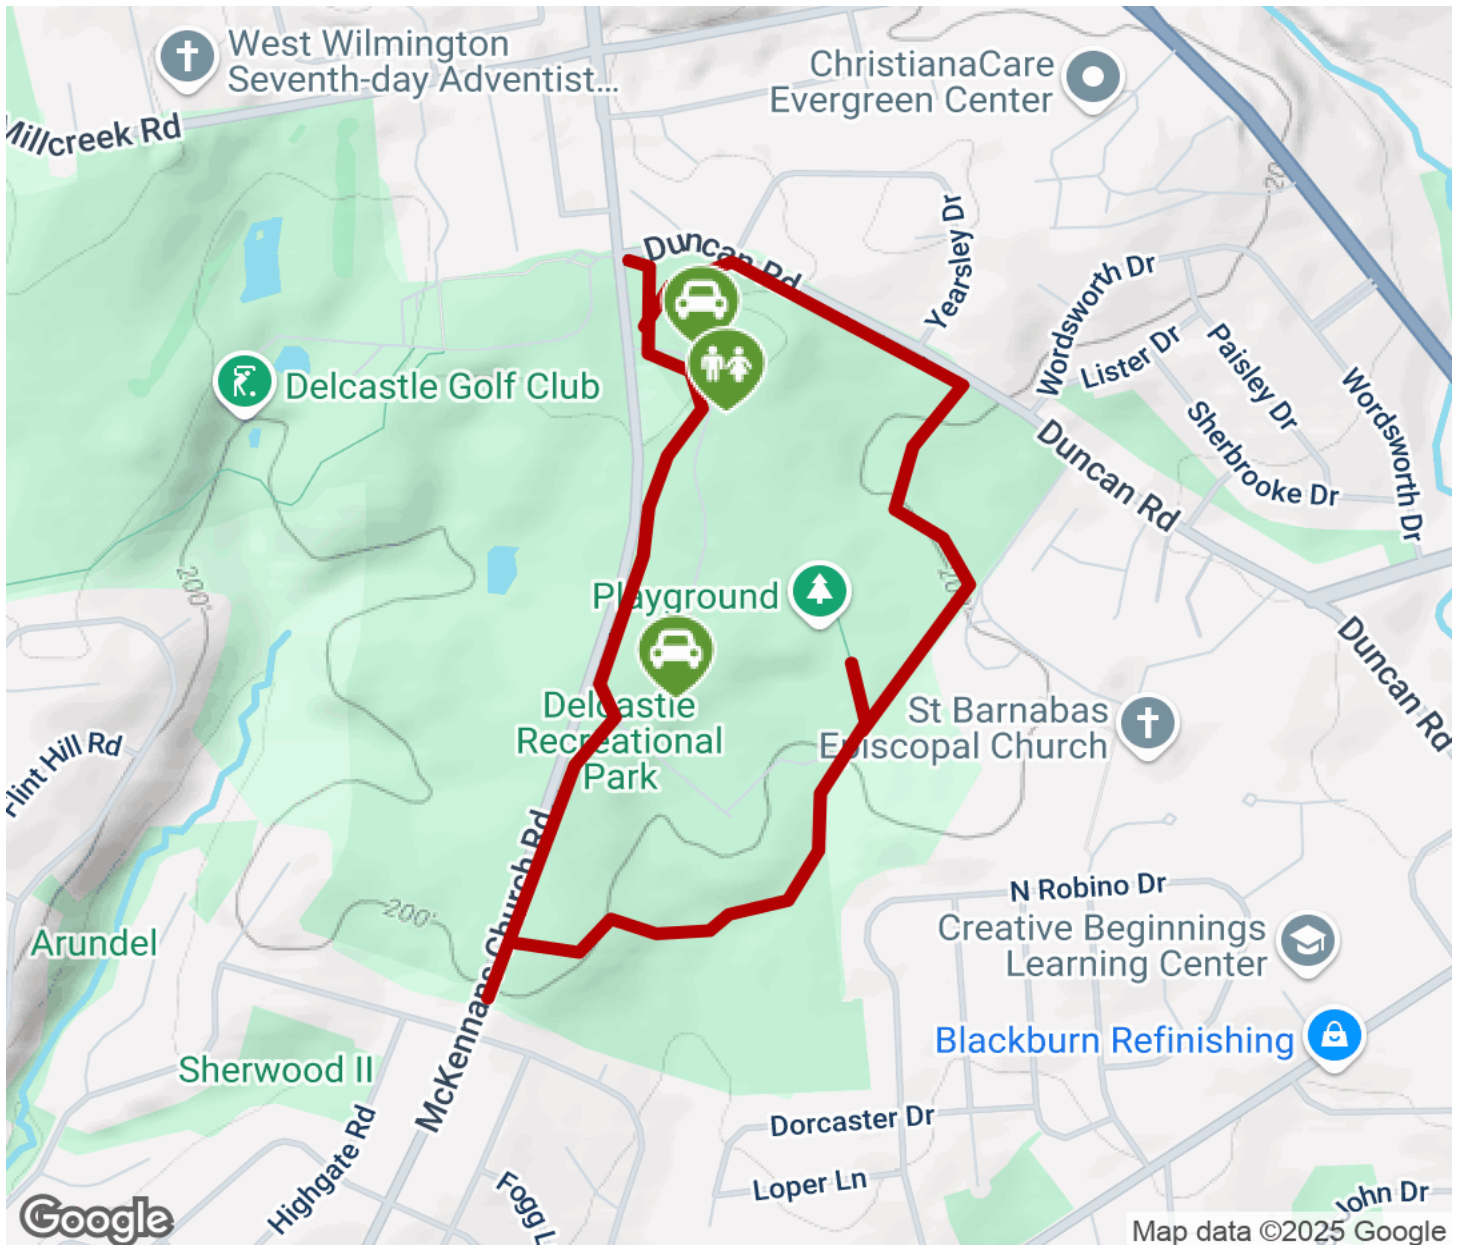 West Wilmington
Seventh-day Adventist...
ChristianaCare
Evergreen Center
Millcreek Rd
Duncan Rd
Yearsley Dr
Wordsworth Dr
Lister Dr
Paisley Dr
Sherbrooke Dr
Wordsworth Dr
Delcastle Golf Club
Duncan Rd
200'
Playground
200'
20
Duncan Rd
Delcastle
Recreational
Park
St Barnabas
Episcopal Church
Flint Hill Rd
McKennans Church Rd
N Robino Dr
200'
Arundel
Creative Beginnings
Learning Center
Blackburn Refinishing
Sherwood II
Highgate Rd
Dorcaster Dr
Loper Ln
Fogg L
John Dr
Google
Map data ©2025 Google